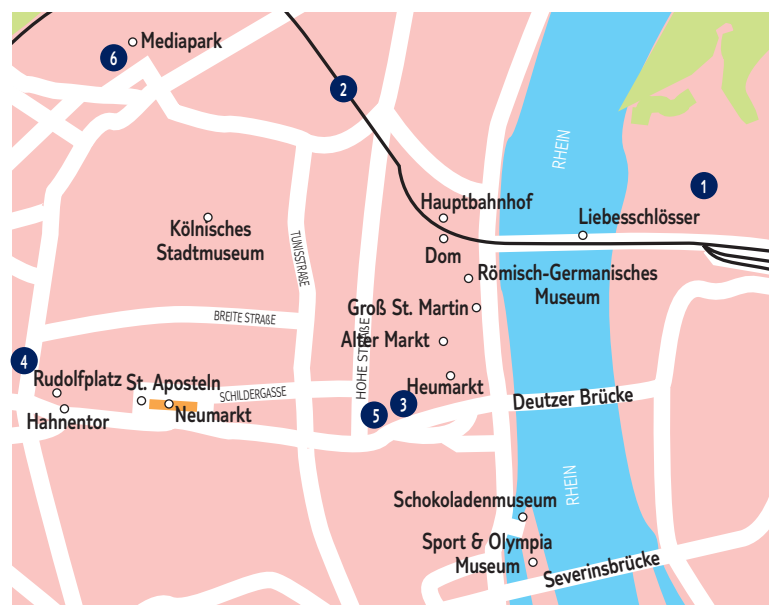 Mediapark
6
2
RHEIN
1
Hauptbahnhof
Liebesschlösser
Kölnisches
Stadtmuseum
TUNISSTRAßE
Dom
Römisch-Germanisches
Museum
Groß St. Martin
BREITE STRAßE
HOHE STRAßE
Alter Markt
4
Rudolfplatz
St. Aposteln
SCHILDERGASSE
Heumarkt
Deutzer Brücke
Hahnentor
Neumarkt
5
3
RHEIN
Schokoladenmuseum
Sport & Olympia
Museum
Severinsbrücke